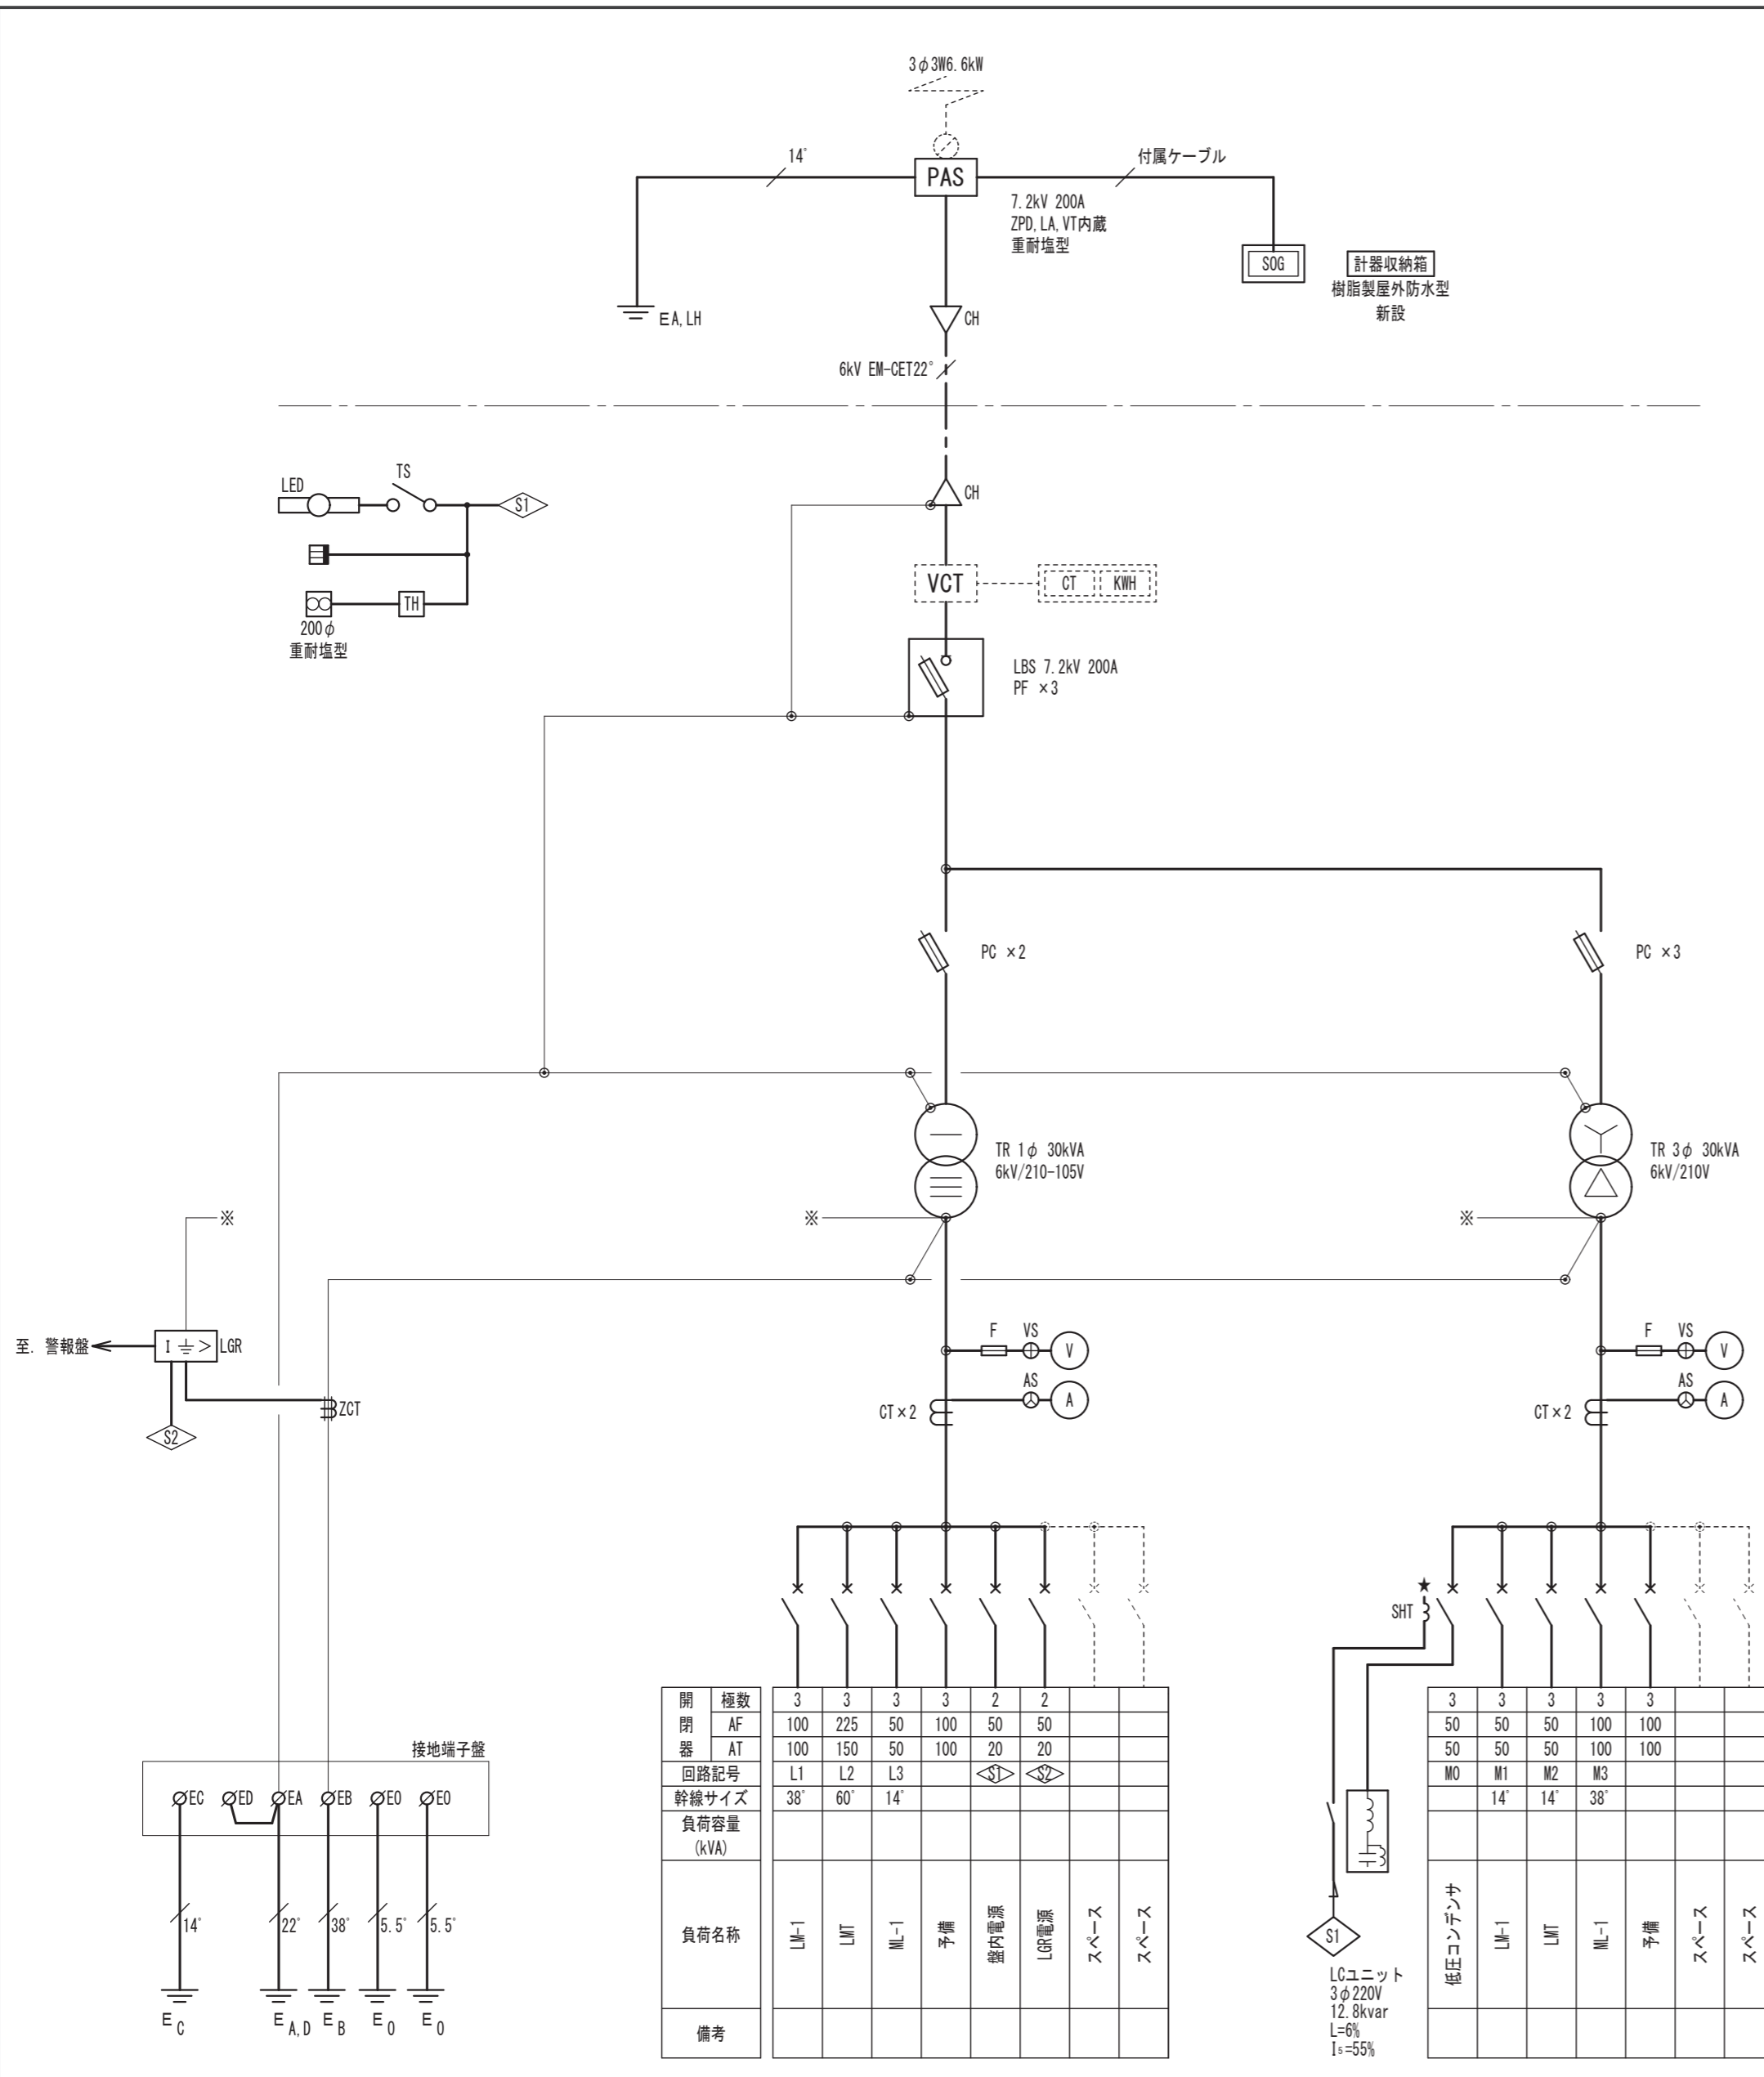 3φ3W6.6kW
14°
付属ケーブル
PAS
7.2kV 200A
ZPD,LA,VT内蔵
重耐塩型
SOG
計器収納箱
樹脂製屋外防水型
新設
EA,LH
CH
6kV EM-CET22°
LED
TS
S1
CH
VCT
CT
KWH
TH
200φ
重耐塩型
LBS 7.2kV 200A
PF ×3
PC ×2
PC ×3
TR 1φ 30kVA
6kV/210-105V
TR 3φ 30kVA
6kV/210V
※
※
※
至. 警報盤
I >
LGR
ZCT
S2
F
VS
V
AS
A
CT×2
F
VS
V
AS
A
CT×2
★
SHT
開閉器 極数 3 3 3 3 2 2
AF 100 225 50 100 50 50
AT 100 150 50 100 20 20
回路記号 L1 L2 L3 S1 S2
幹線サイズ 38° 60° 14°
負荷容量
(kVA)
負荷名称 LM-1 LMT ML-1 予備 盤内電源 LGR電源 スペース スペース
備考
3 3 3 3 3
50 50 50 100 100
50 50 50 100 100
M0 M1 M2 M3
14° 14° 38°
低圧コンデンサ LM-1 LMT ML-1 予備 スペース スペース
S1
LCユニット
3φ220V
12.8kvar
L=6%
I₅=55%
接地端子盤
EC ED EA EB EO EO
14° 22° 38° 5.5° 5.5°
E C
E A,D
E B
E O
E O